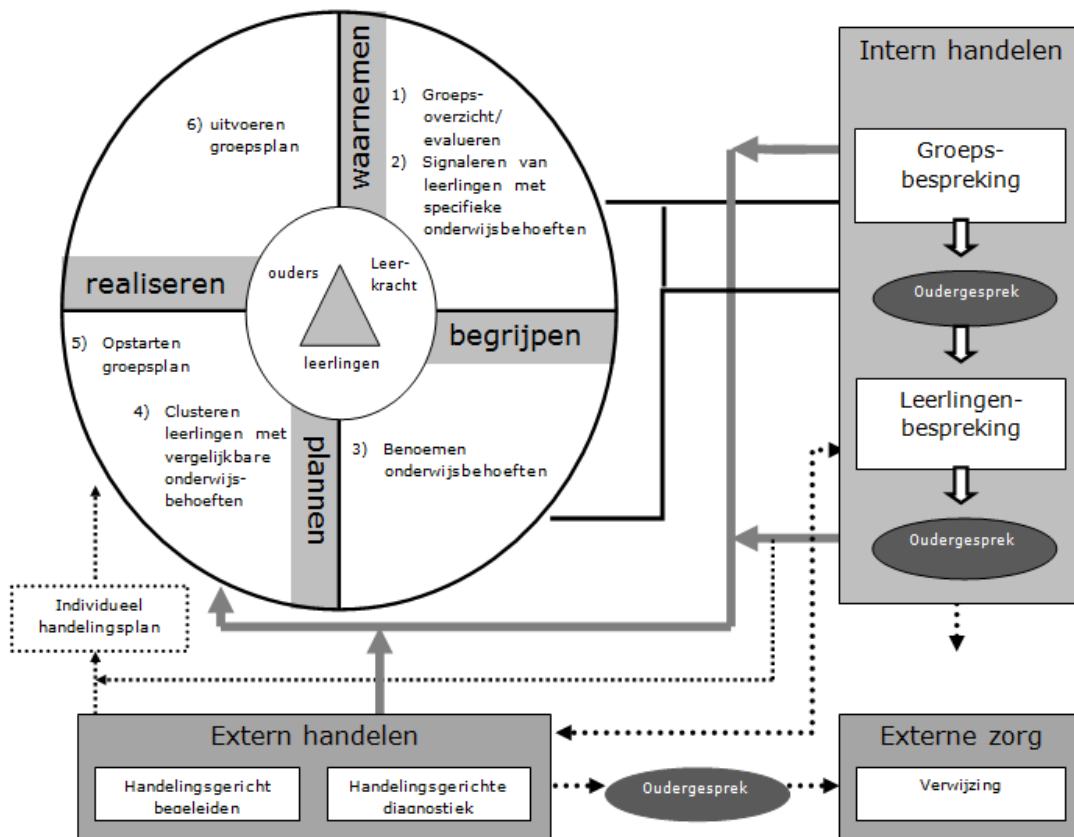 waarnemen
1) Groeps-
overzicht/
evalueren
2) Signaleren van
leerlingen met
specifieke
onderwijsbehoeften
6) uitvoeren
groepsplan
realiseren
ouders
Leer-
kracht
leerlingen
begrijpen
5) Opstarten
groepsplan
4) Clusteren
leerlingen met
vergelijkbare
onderwijs-
behoeften
plannen
3) Benoemen
onderwijsbehoeften
Intern handelen
Groeps-
bespreking
Oudergesprek
Leerlingen-
bespreking
Oudergesprek
Individueel
handelingsplan
Extern handelen
Handelingsgericht
begeleiden
Handelingsgerichte
diagnostiek
Oudergesprek
Externe zorg
Verwijzing